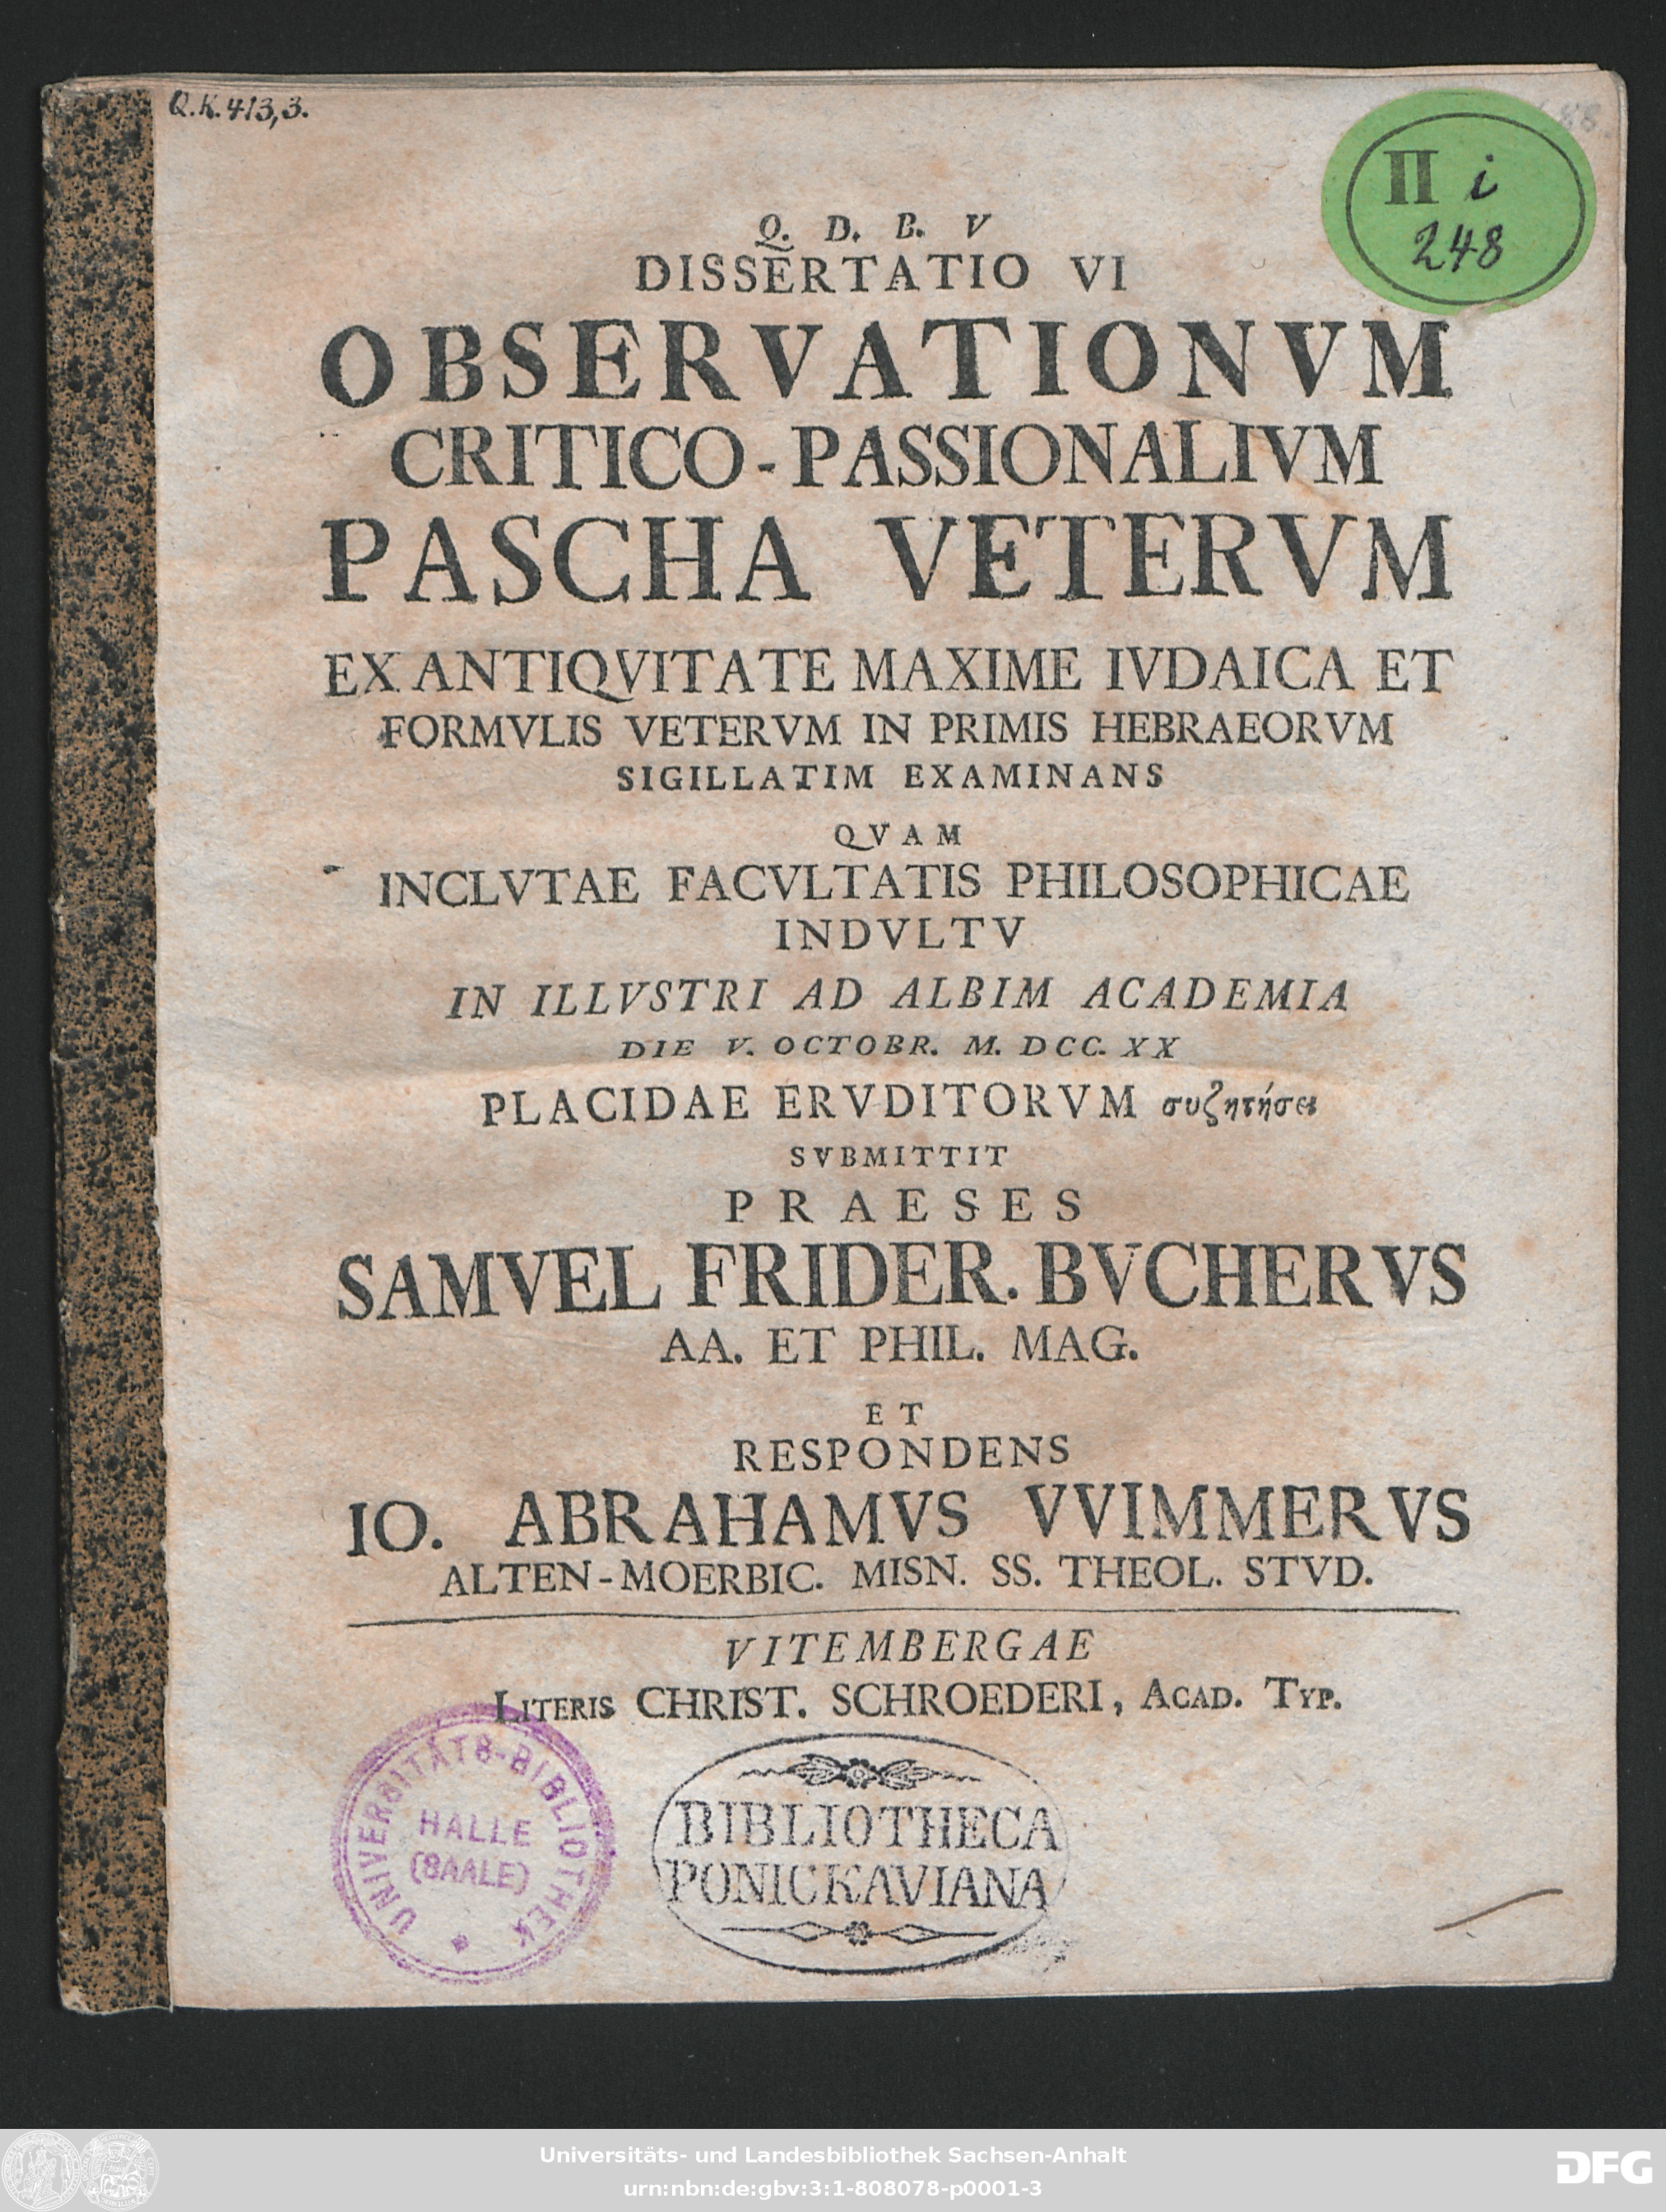 Q.K.413,3.
II i
248
Q. D. B. V
DISSERTATIO VI
OBSERVATIONVM
CRITICO-PASSIONALIVM
PASCHA VETERVM
EX ANTIQVITATE MAXIME IVDAICA ET
FORMVLIS VETERVM IN PRIMIS HEBRAEORVM
SIGILLATIM EXAMINANS
QVAM
INCLVTAE FACVLTATIS PHILOSOPHICAE
INDVLTV
IN ILLVSTRI AD ALBIM ACADEMIA
DIE V. OCTOBR. M. DCC. XX
PLACIDAE ERVDITORVM συζητήσει
SVBMITTIT
PRAESES
SAMVEL FRIDER. BVCHERVS
AA. ET PHIL. MAG.
ET
RESPONDENS
IO. ABRAHAMVS VVIMMERVS
ALTEN-MOERBIC. MISN. SS. THEOL. STVD.
VITEMBERGAE
LITERIS CHRIST. SCHROEDERI, ACAD. TYP.
UNIVERSITÄTS-BIBLIOTHEK
HALLE
(SAALE)
BIBLIOTHECA
PONICKAVIANA
Universitäts- und Landesbibliothek Sachsen-Anhalt
urn:nbn:de:gbv:3:1-808078-p0001-3
DFG